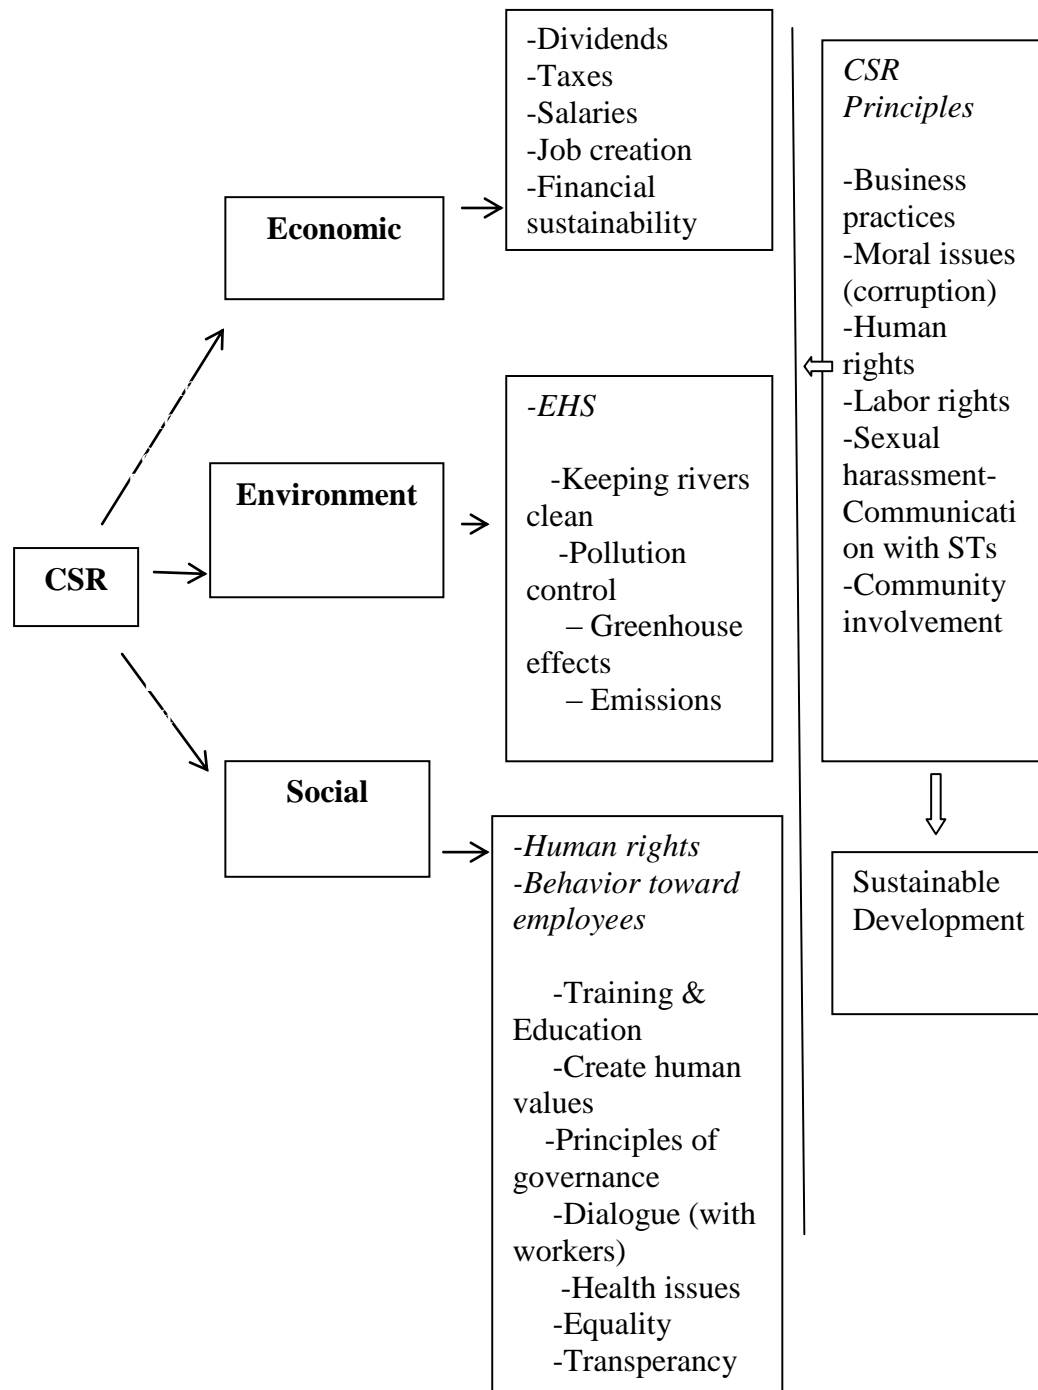 CSR
Economic
-Dividends
-Taxes
-Salaries
-Job creation
-Financial
sustainability
Environment
-EHS
-Keeping rivers
clean
-Pollution
control
– Greenhouse
effects
– Emissions
Social
-Human rights
-Behavior toward
employees
-Training &
Education
-Create human
values
-Principles of
governance
-Dialogue (with
workers)
-Health issues
-Equality
-Transperancy
CSR
Principles
-Business
practices
-Moral issues
(corruption)
-Human
rights
-Labor rights
-Sexual
harassment-
Communicati
on with STs
-Community
involvement
Sustainable
Development